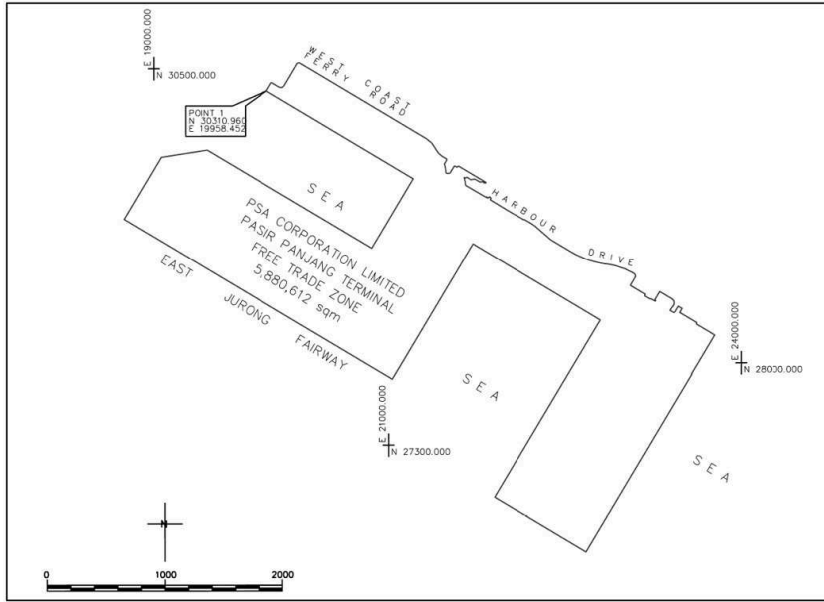 E 19000.000
N 30500.000
WEST COAST
FERRY ROAD
POINT 1
N 30310.960
E 19958.452
SEA
HARBOUR DRIVE
PSA CORPORATION LIMITED
PASIR PANJANG TERMINAL
FREE TRADE ZONE
5,880,612 sqm
EAST JURONG FAIRWAY
E 24000.000
N 28000.000
SEA
E 21000.000
N 27300.000
SEA
N
0 1000 2000